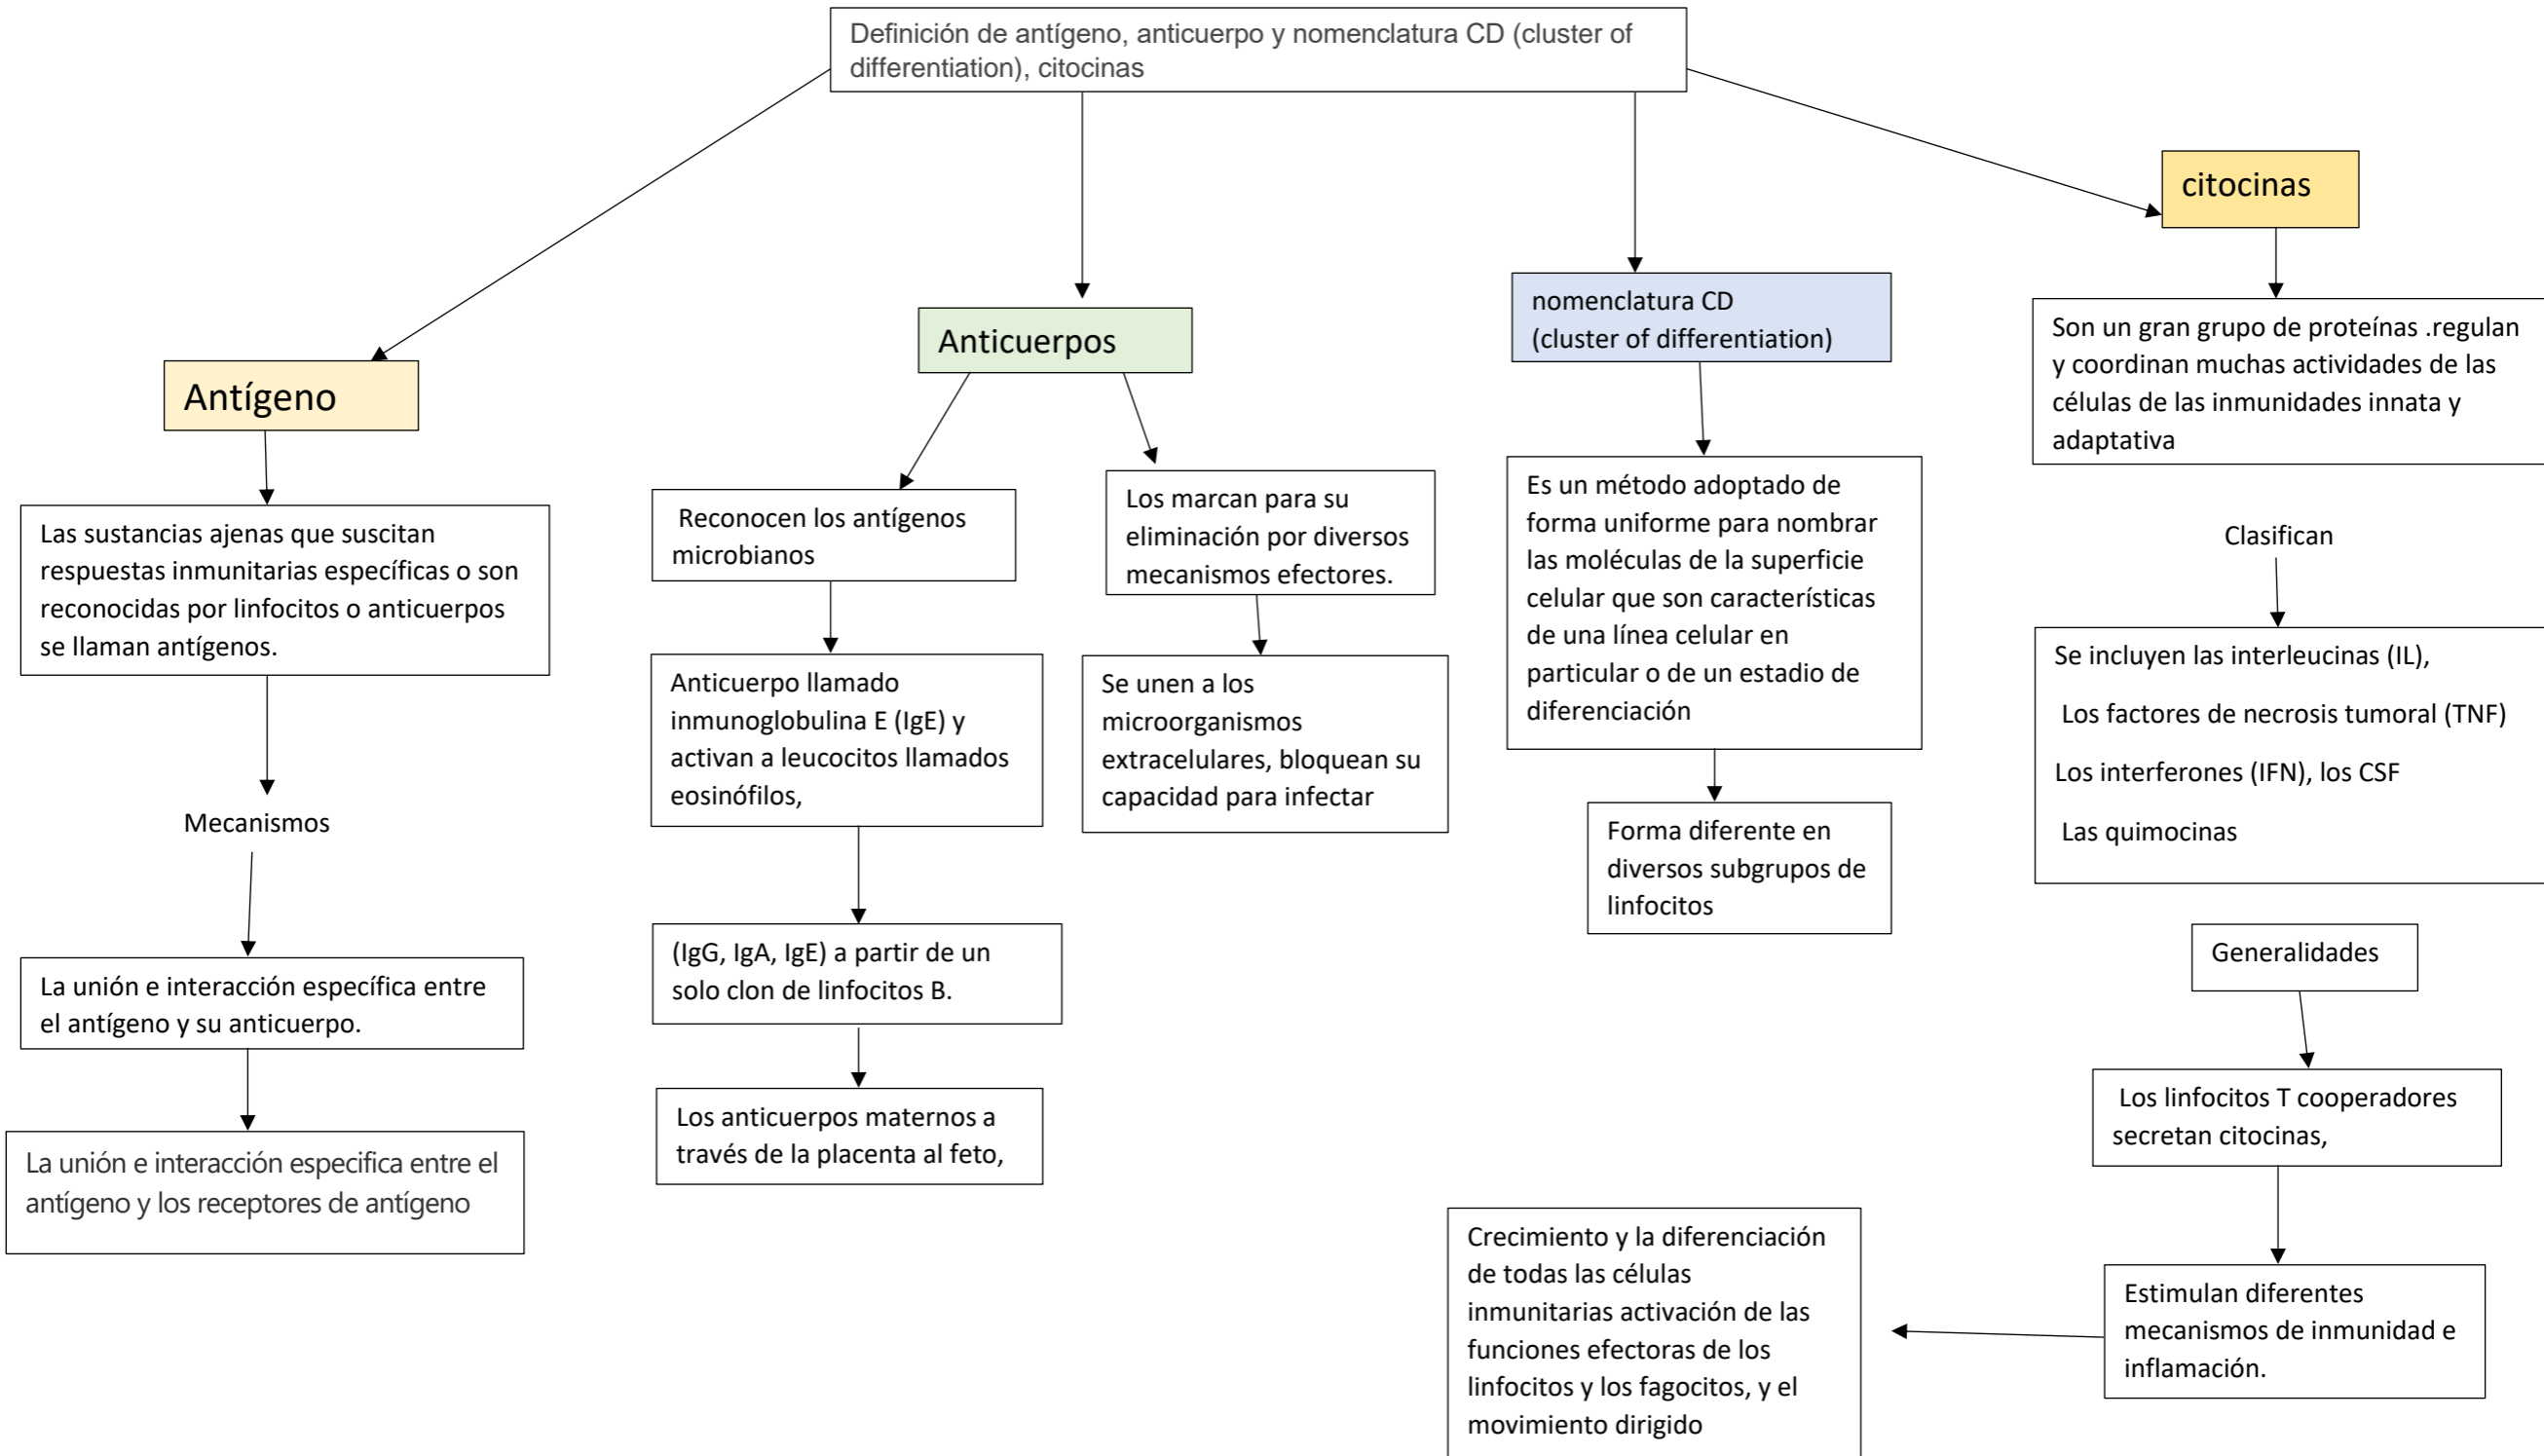 Definición de antígeno, anticuerpo y nomenclatura CD (cluster of
differentiation), citocinas
Antígeno
Las sustancias ajenas que suscitan
respuestas inmunitarias específicas o son
reconocidas por linfocitos o anticuerpos
se llaman antígenos.
Mecanismos
La unión e interacción específica entre
el antígeno y su anticuerpo.
La unión e interacción especifica entre el
antígeno y los receptores de antígeno
Anticuerpos
Reconocen los antígenos
microbianos
Anticuerpo llamado
inmunoglobulina E (IgE) y
activan a leucocitos llamados
eosinófilos,
(IgG, IgA, IgE) a partir de un
solo clon de linfocitos B.
Los anticuerpos maternos a
través de la placenta al feto,
Los marcan para su
eliminación por diversos
mecanismos efectores.
Se unen a los
microorganismos
extracelulares, bloquean su
capacidad para infectar
nomenclatura CD
(cluster of differentiation)
Es un método adoptado de
forma uniforme para nombrar
las moléculas de la superficie
celular que son características
de una línea celular en
particular o de un estadio de
diferenciación
Forma diferente en
diversos subgrupos de
linfocitos
citocinas
Son un gran grupo de proteínas .regulan
y coordinan muchas actividades de las
células de las inmunidades innata y
adaptativa
Clasifican
Se incluyen las interleucinas (IL),
Los factores de necrosis tumoral (TNF)
Los interferones (IFN), los CSF
Las quimocinas
Generalidades
Los linfocitos T cooperadores
secretan citocinas,
Estimulan diferentes
mecanismos de inmunidad e
inflamación.
Crecimiento y la diferenciación
de todas las células
inmunitarias activación de las
funciones efectoras de los
linfocitos y los fagocitos, y el
movimiento dirigido